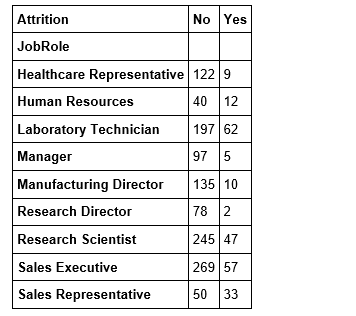 Attrition No Yes
JobRole
Healthcare Representative 122 9
Human Resources 40 12
Laboratory Technician 197 62
Manager 97 5
Manufacturing Director 135 10
Research Director 78 2
Research Scientist 245 47
Sales Executive 269 57
Sales Representative 50 33